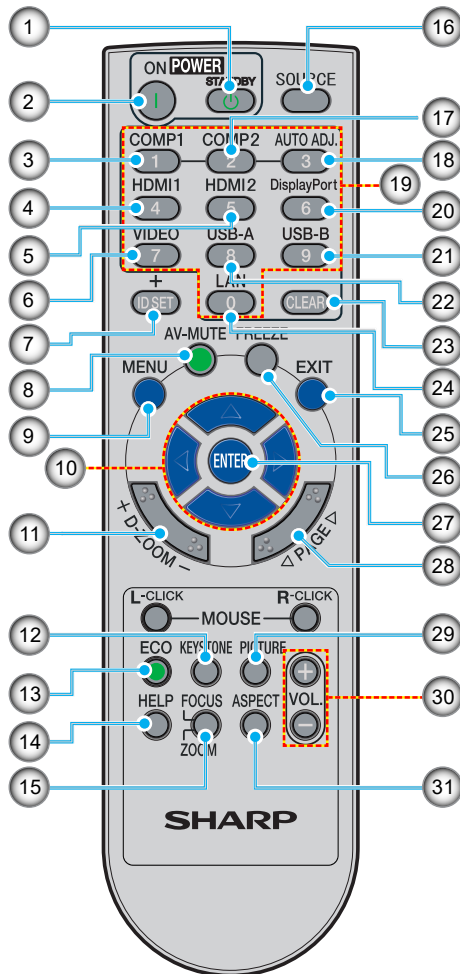 1
16
ON POWER
STANDBY
SOURCE
2
17
COMP1 COMP2 AUTO ADJ.
3 1 2 3 18
19
HDMI1 HDMI2 DisplayPort
4 4 5 6 20
5
VIDEO USB-A USB-B
6 7 8 9 21
22
+ LAN
7 ID SET 0 CLEAR 23
AV-MUTE FREEZE
8 24
MENU EXIT
9 25
10 26
ENTER
27
11
+ D-ZOOM − △ PAGE ▽
28
L-CLICK R-CLICK
MOUSE
12 29
ECO KEYSTONE PICTURE
13 +
30
HELP FOCUS ASPECT VOL.
14 −
ZOOM
15 31
SHARP